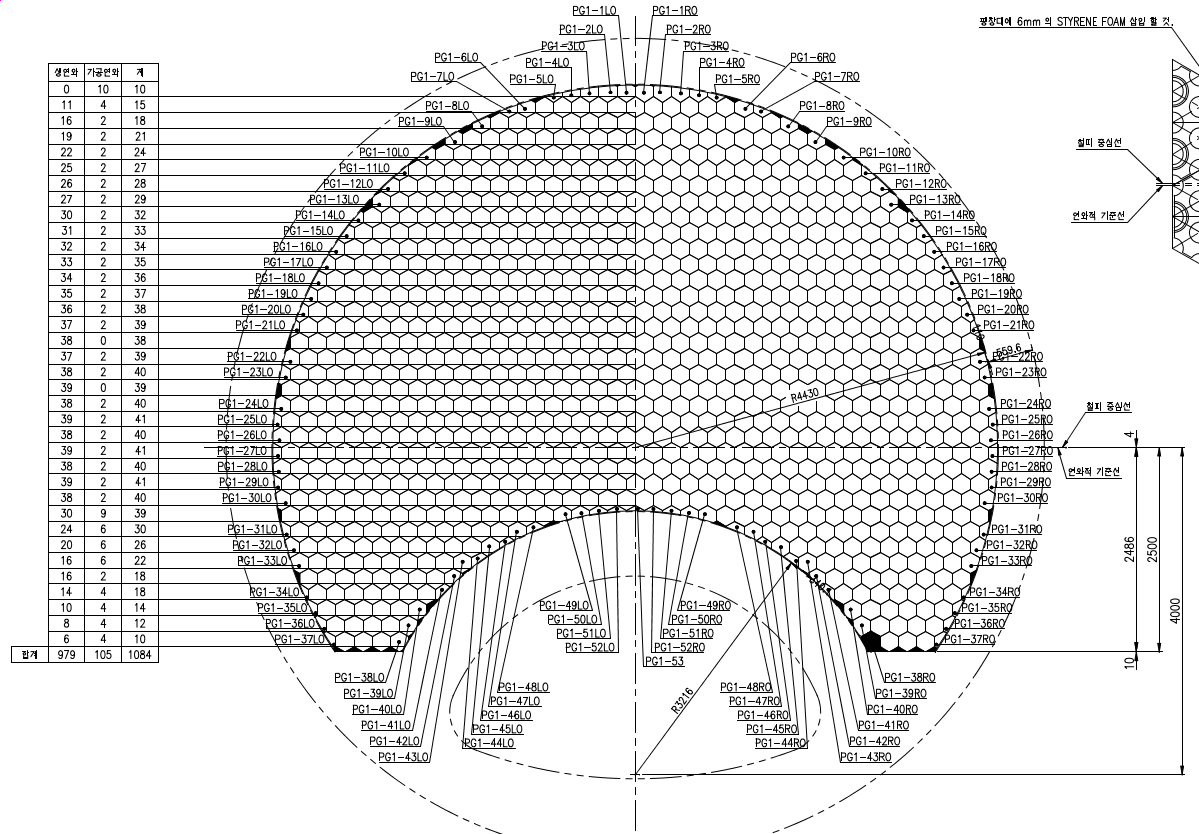 PG1-1LO PG1-1RO
평창대에 6mm 의 STYRENE FOAM 삽입 할 것.
PG1-2LO PG1-2RO
PG1-3LO PG1-3RO
PG1-6LO PG1-6RO
PG1-4LO PG1-4RO
PG1-7LO PG1-7RO
PG1-5LO PG1-5RO
생연와 가공연와 계
0 10 10
11 4 15
PG1-8LO PG1-8RO
16 2 18
PG1-9LO PG1-9RO
19 2 21
철피 중심선
22 2 24
PG1-10LO PG1-10RO
25 2 27
PG1-11LO PG1-11RO
26 2 28
PG1-12LO PG1-12RO
27 2 29
PG1-13LO PG1-13RO
30 2 32
PG1-14LO PG1-14RO
연와적 기준선
31 2 33
PG1-15LO PG1-15RO
32 2 34
PG1-16LO PG1-16RO
33 2 35
PG1-17LO PG1-17RO
34 2 36
PG1-18LO PG1-18RO
35 2 37
PG1-19LO PG1-19RO
36 2 38
PG1-20LO PG1-20RO
37 2 39
PG1-21LO PG1-21RO
38 0 38
559.6
37 2 39
PG1-22LO PG1-22RO
38 2 40
PG1-23LO PG1-23RO
39 0 39
R4430
38 2 40
PG1-24LO PG1-24RO
철피 중심선
39 2 41
PG1-25LO PG1-25RO
38 2 40
PG1-26LO PG1-26RO
4
39 2 41
PG1-27LO PG1-27RO
38 2 40
PG1-28LO PG1-28RO
연와적 기준선
39 2 41
PG1-29LO PG1-29RO
38 2 40
PG1-30LO PG1-30RO
30 9 39
24 6 30
PG1-31LO PG1-31RO
20 6 26
PG1-32LO PG1-32RO
2486
2500
16 6 22
PG1-33LO PG1-33RO
16 2 18
14 4 18
PG1-34LO PG1-34RO
10 4 14
PG1-35LO PG1-35RO
PG1-49LO PG1-49RO
4000
8 4 12
PG1-36LO PG1-36RO
PG1-50LO PG1-50RO
6 4 10
PG1-37LO PG1-37RO
PG1-51LO PG1-51RO
PG1-52LO PG1-52RO
합계 979 105 1084
PG1-53
10
PG1-38LO PG1-38RO
PG1-48LO PG1-48RO
PG1-39LO PG1-39RO
PG1-47LO PG1-47RO
R3216
PG1-40LO PG1-40RO
PG1-46LO PG1-46RO
PG1-41LO PG1-41RO
PG1-45LO PG1-45RO
PG1-42LO PG1-42RO
PG1-44LO PG1-44RO
PG1-43LO PG1-43RO